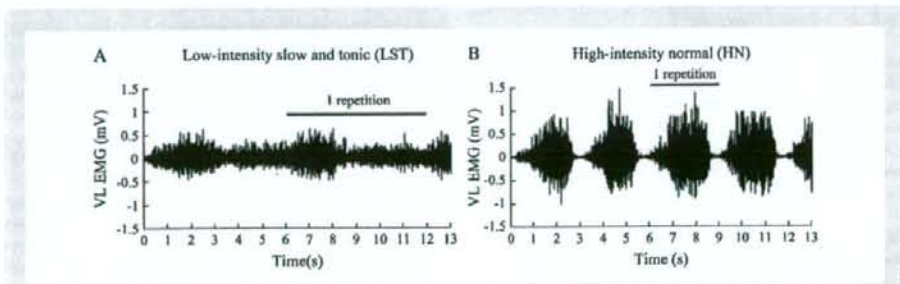 A
Low-intensity slow and tonic (LST)
1 repetition
VL EMG (mV)
1.5
1
0.5
0
-0.5
-1
-1.5
0 1 2 3 4 5 6 7 8 9 10 11 12 13
Time(s)
B
High-intensity normal (HN)
1 repetition
VL EMG (mV)
1.5
1
0.5
0
-0.5
-1
-1.5
0 1 2 3 4 5 6 7 8 9 10 11 12 13
Time (s)